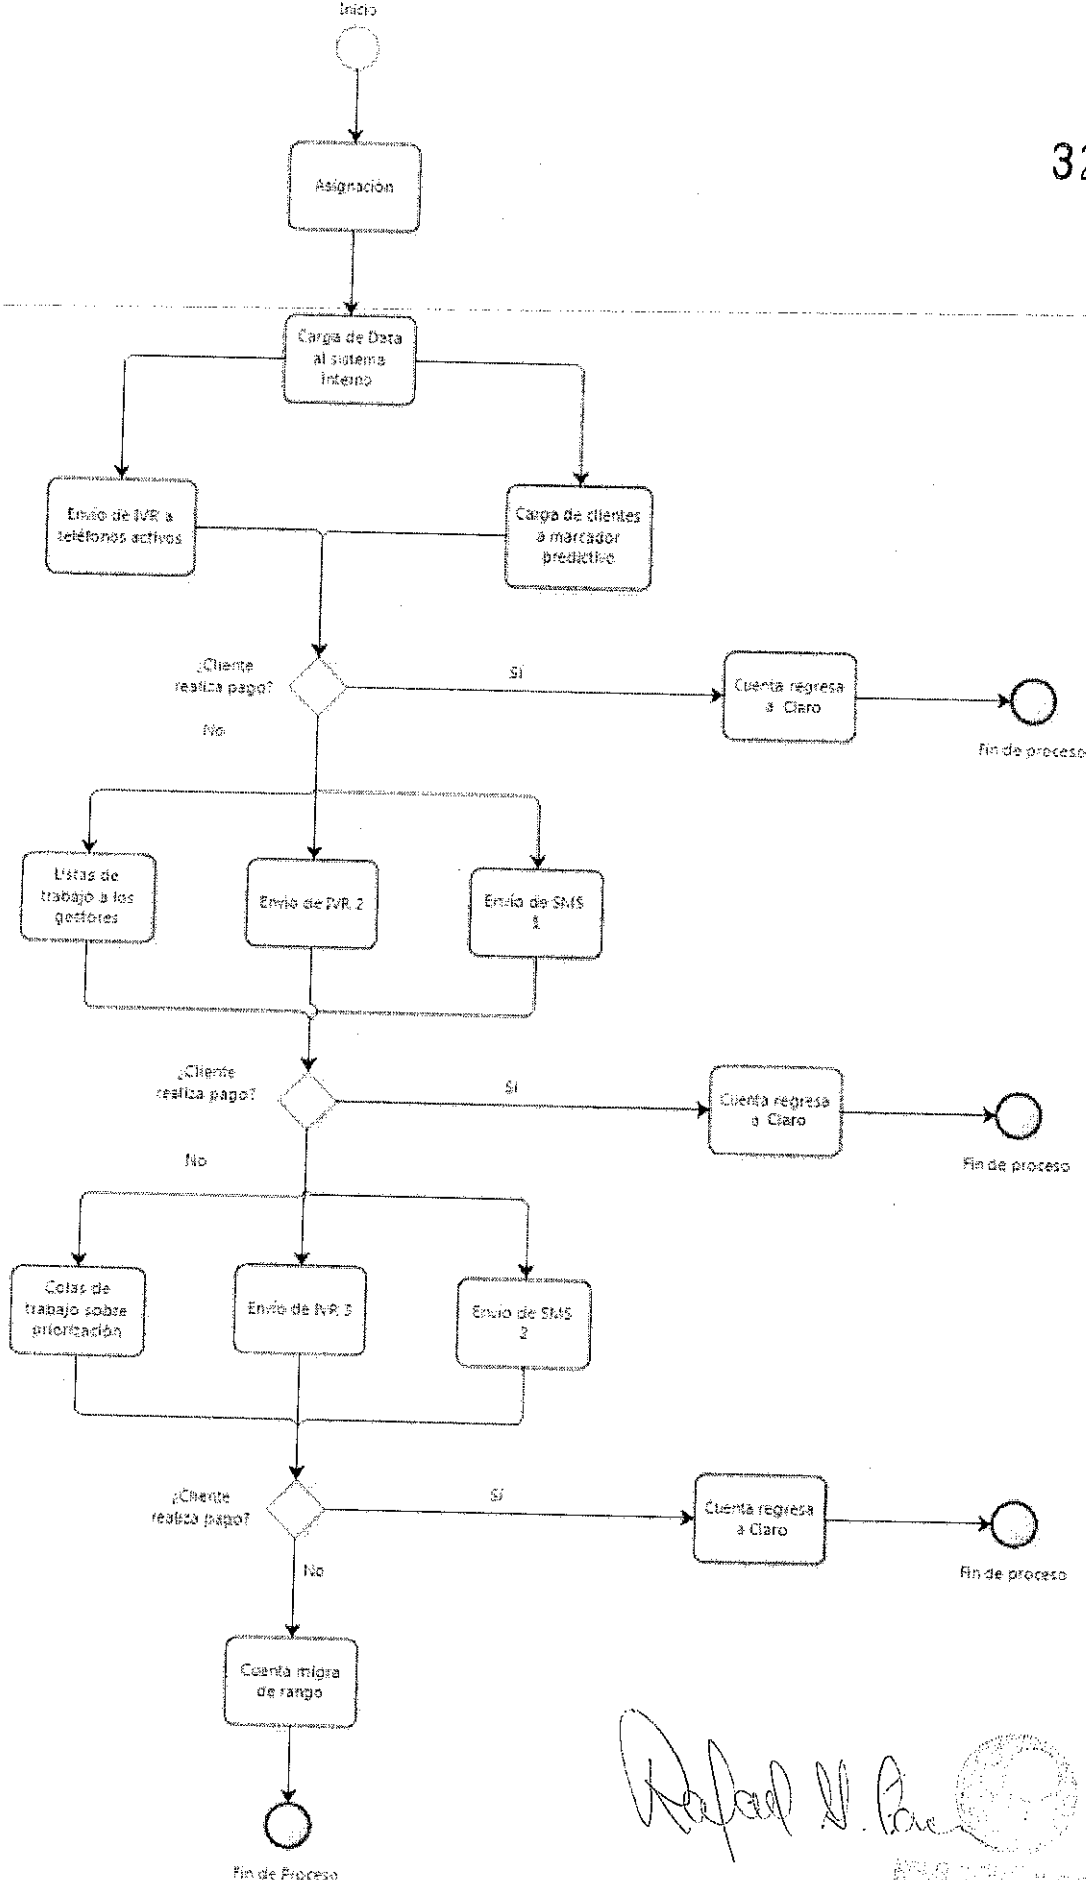 Inicio
32
Asignación
Carga de Data
al sistema
interno
Envío de IVR a
teléfonos activos
Carga de clientes
a marcador
predictivo
¿Cliente
realiza pago?
Sí
Cuenta regresa
a Claro
No
Fin de proceso
Listas de
trabajo a los
gestores
Envío de IVR 2
Envío de SMS
1
¿Cliente
realiza pago?
Sí
Cuenta regresa
a Claro
No
Fin de proceso
Colas de
trabajo sobre
priorización
Envío de IVR 3
Envío de SMS
2
¿Cliente
realiza pago?
Sí
Cuenta regresa
a Claro
Fin de proceso
No
Cuenta migra
de rango
Rafael
Fin de Proceso